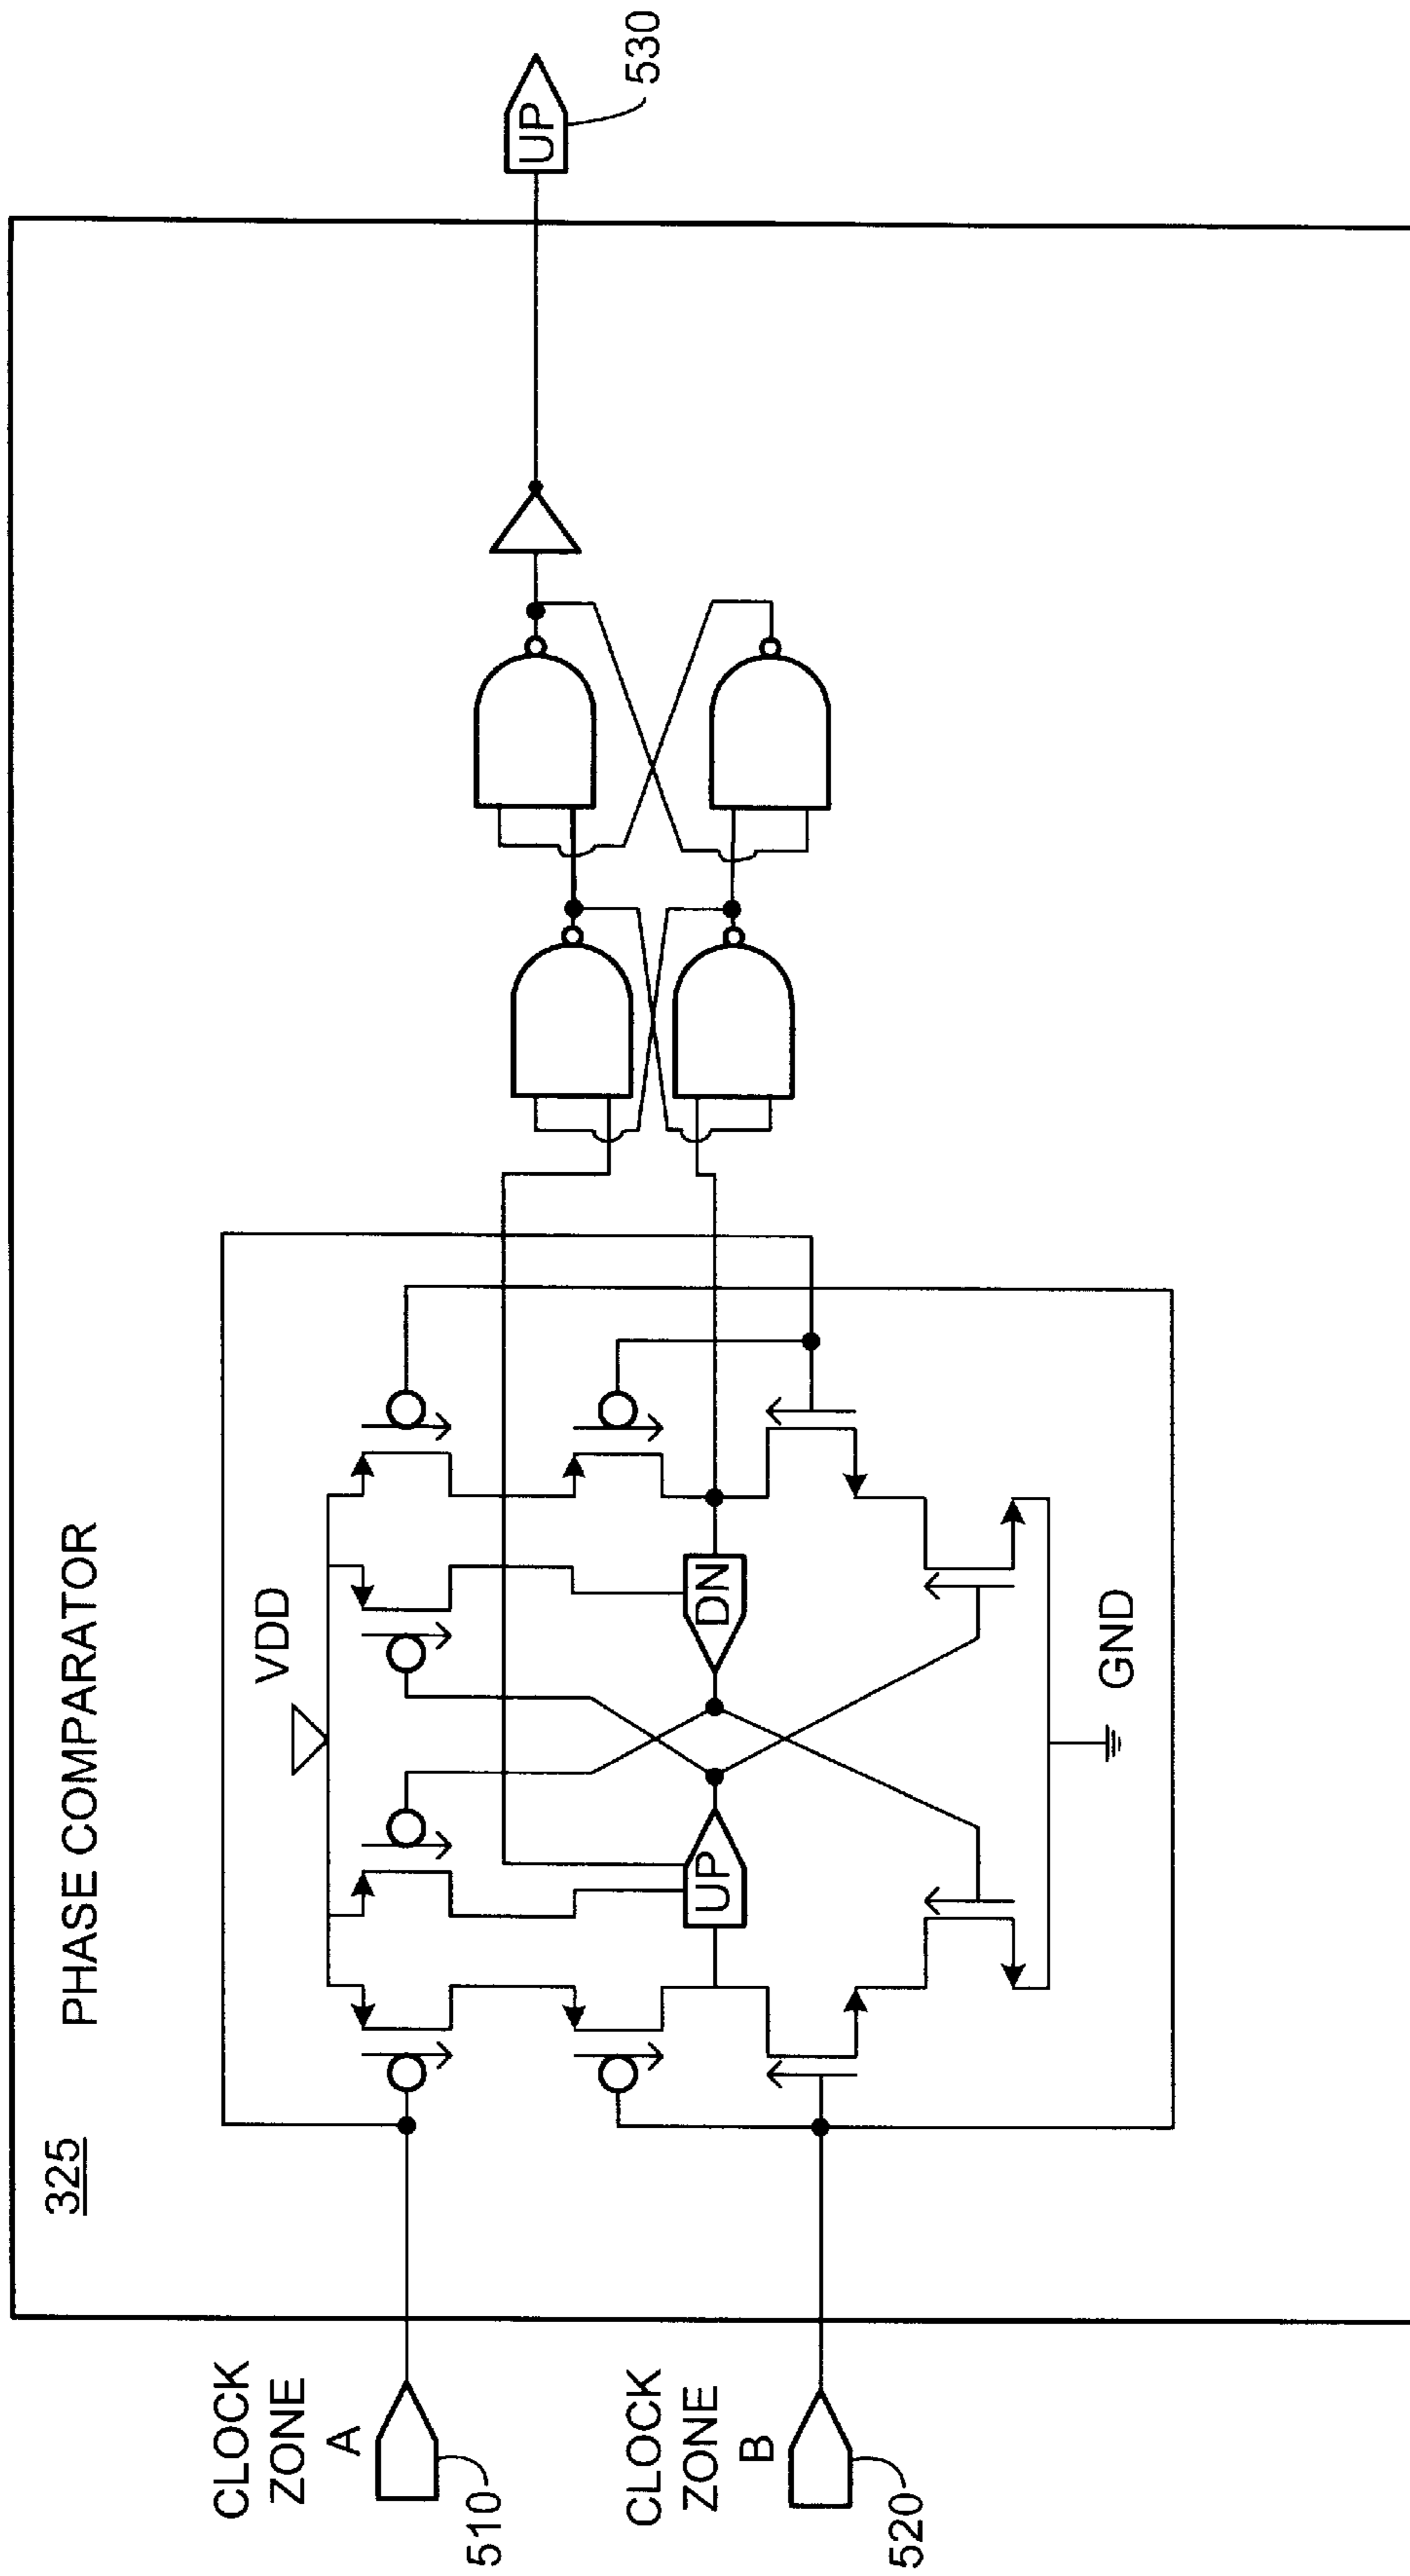 325 PHASE COMPARATOR
CLOCK
ZONE
A
510
CLOCK
ZONE
B
520
VDD
UP
DN
GND
UP
530